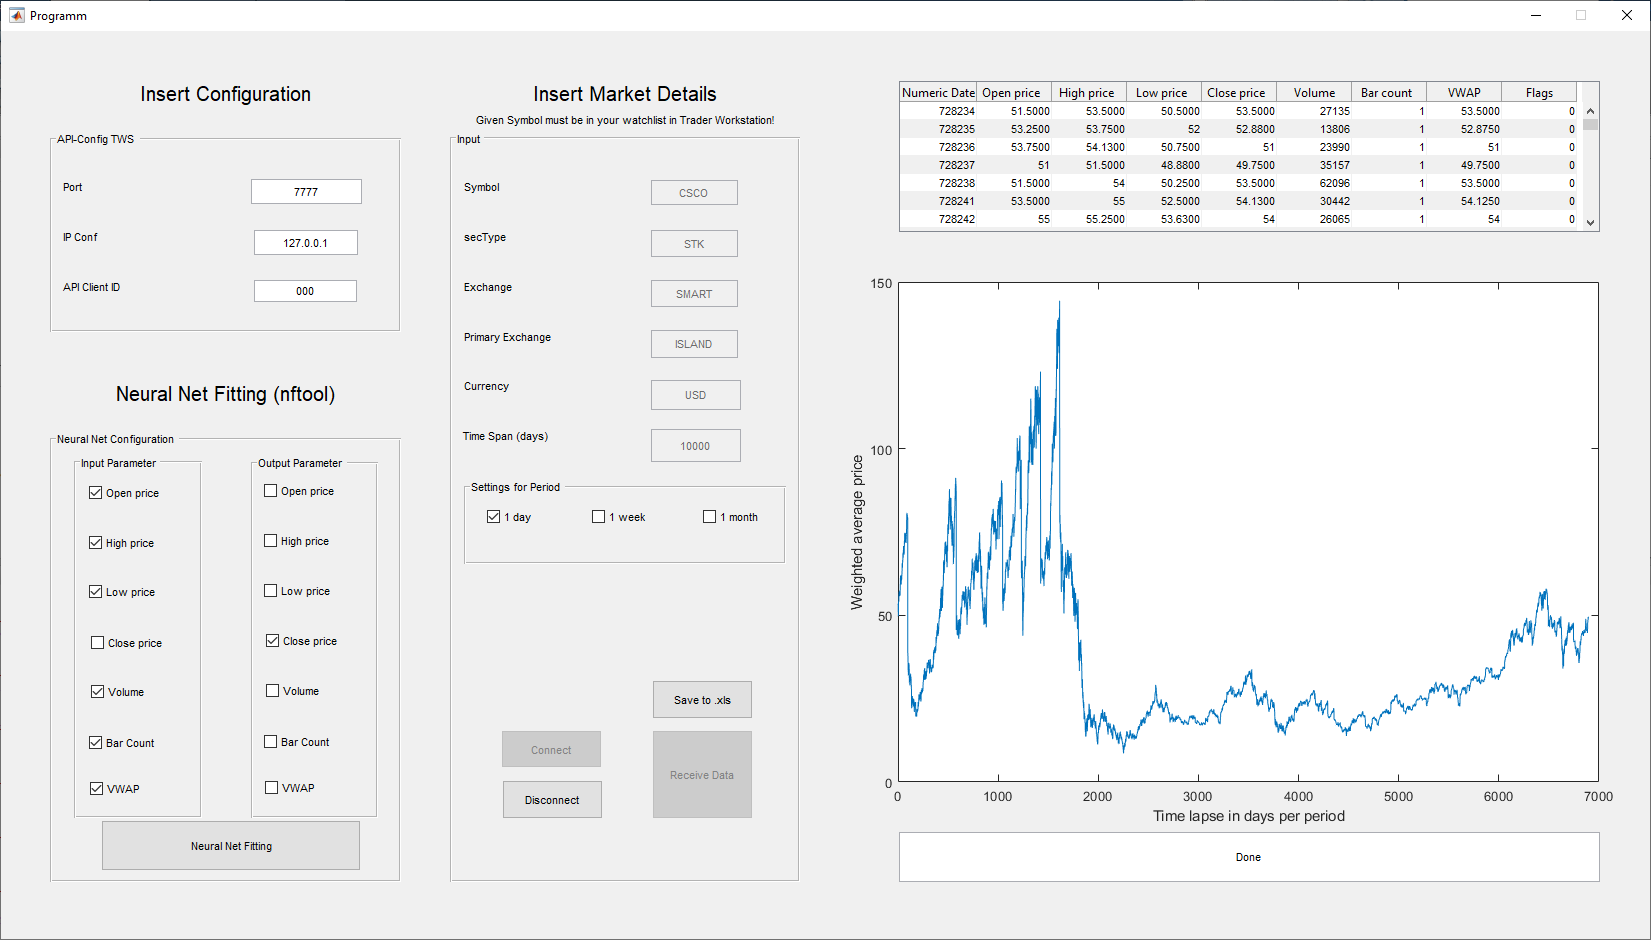 Programm
Insert Configuration
API-Config TWS
Port
7777
IP Conf
127.0.0.1
API Client ID
000
Neural Net Fitting (nftool)
Neural Net Configuration
Input Parameter
Open price
High price
Low price
Close price
Volume
Bar Count
VWAP
Output Parameter
Open price
High price
Low price
Close price
Volume
Bar Count
VWAP
Neural Net Fitting
Insert Market Details
Given Symbol must be in your watchlist in Trader Workstation!
Input
Symbol
CSCO
secType
STK
Exchange
SMART
Primary Exchange
ISLAND
Currency
USD
Time Span (days)
10000
Settings for Period
1 day
1 week
1 month
Save to .xls
Connect
Receive Data
Disconnect
Numeric Date Open price High price Low price Close price Volume Bar count VWAP Flags
728234 51.5000 53.5000 50.5000 53.5000 27135 1 53.5000 0
728235 53.2500 53.7500 52 52.8800 13806 1 52.8750 0
728236 53.7500 54.1300 50.7500 51 23990 1 51 0
728237 51 51.5000 48.8800 49.7500 35157 1 49.7500 0
728238 51.5000 54 50.2500 53.5000 62096 1 53.5000 0
728241 53.5000 55 52.5000 54.1300 30442 1 54.1250 0
728242 55 55.2500 53.6300 54 26065 1 54 0
Weighted average price
150
100
50
0
0 1000 2000 3000 4000 5000 6000 7000
Time lapse in days per period
Done